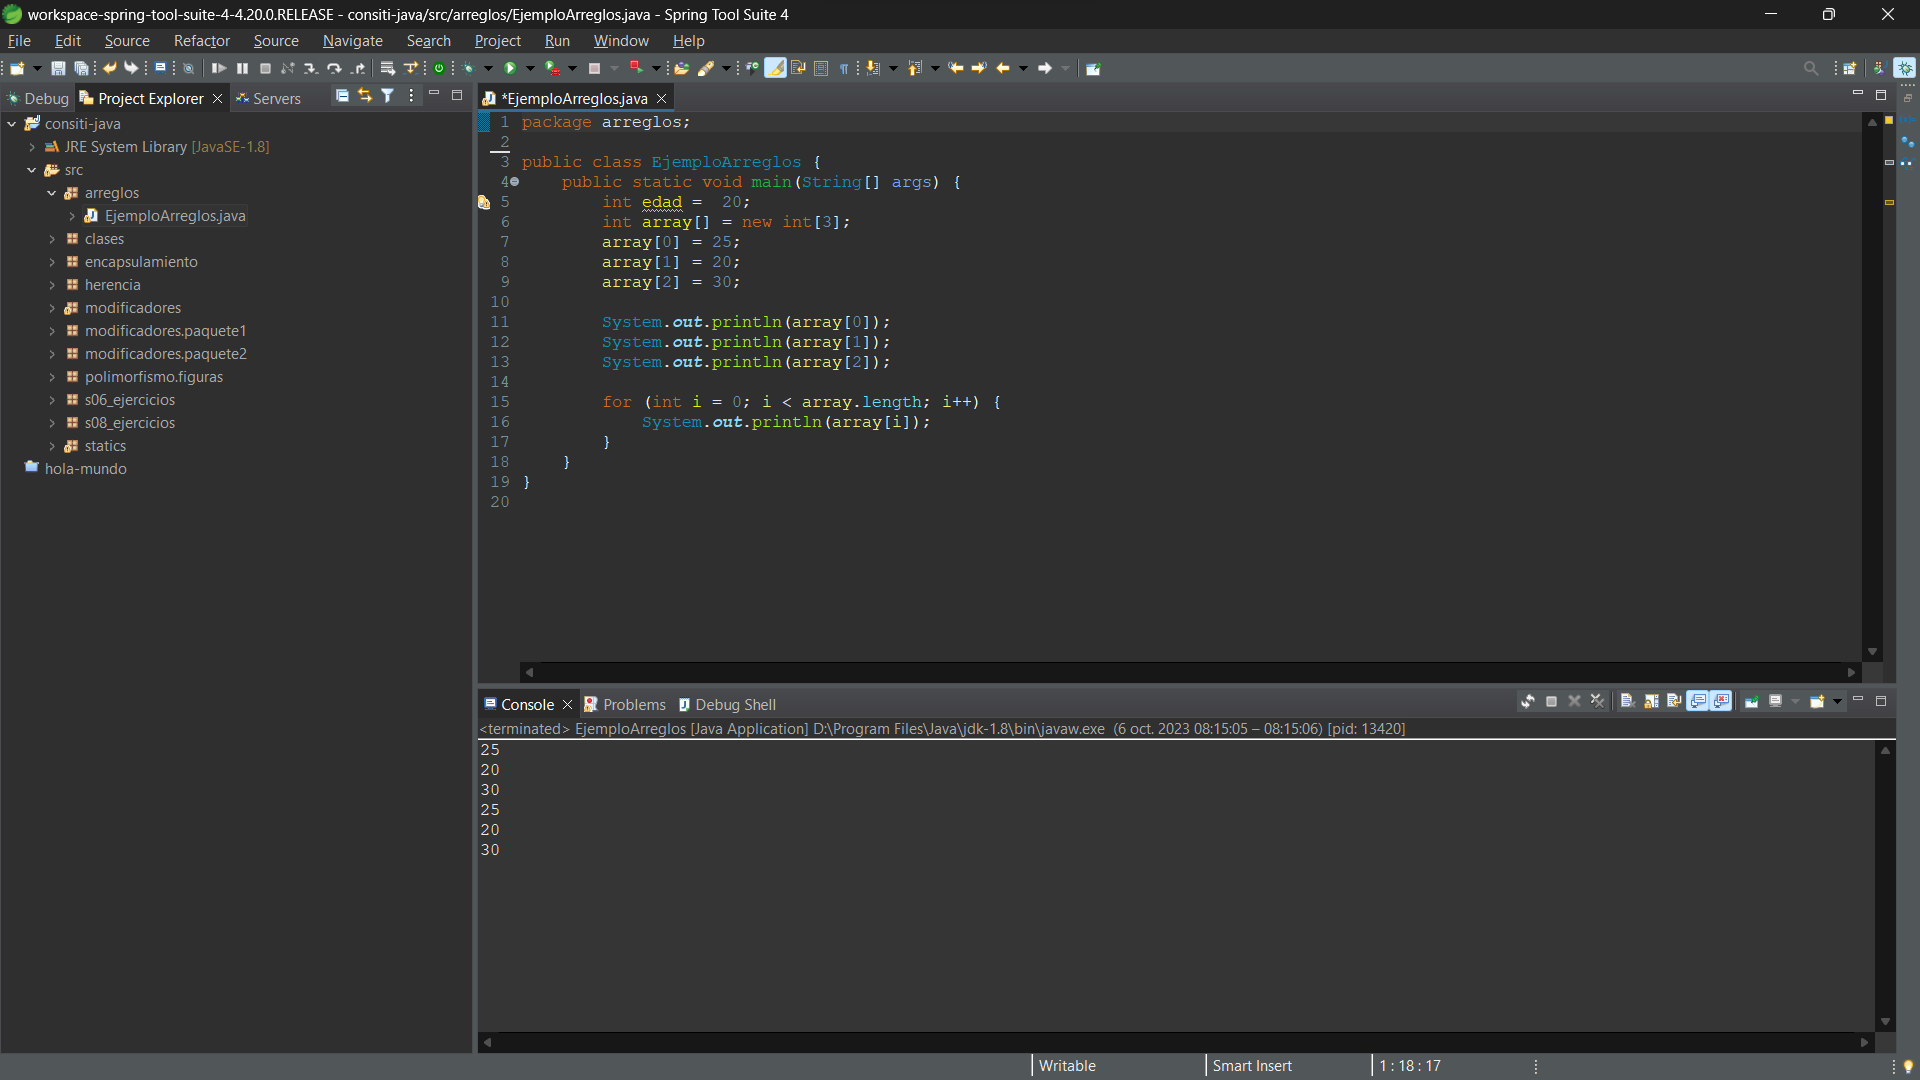 workspace-spring-tool-suite-4-4.20.0.RELEASE - consiti-java/src/arreglos/EjemploArreglos.java - Spring Tool Suite 4
File Edit Source Refactor Source Navigate Search Project Run Window Help
Debug Project Explorer Servers
consiti-java
JRE System Library [JavaSE-1.8]
src
arreglos
EjemploArreglos.java
clases
encapsulamiento
herencia
modificadores
modificadores.paquete1
modificadores.paquete2
polimorfismo.figuras
s06_ejercicios
s08_ejercicios
statics
hola-mundo
*EjemploArreglos.java
1 package arreglos;
2
3 public class EjemploArreglos {
4 public static void main(String[] args) {
5 int edad =  20;
6 int array[] = new int[3];
7 array[0] = 25;
8 array[1] = 20;
9 array[2] = 30;
10
11 System.out.println(array[0]);
12 System.out.println(array[1]);
13 System.out.println(array[2]);
14
15 for (int i = 0; i < array.length; i++) {
16 System.out.println(array[i]);
17 }
18 }
19 }
20
Console Problems Debug Shell
<terminated> EjemploArreglos [Java Application] D:\Program Files\Java\jdk-1.8\bin\javaw.exe (6 oct. 2023 08:15:05 – 08:15:06) [pid: 13420]
25
20
30
25
20
30
Writable Smart Insert 1 : 18 : 17